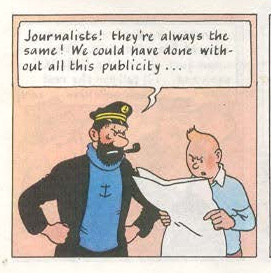 Journalists! they're always the
same! We could have done with-
out all this publicity ...